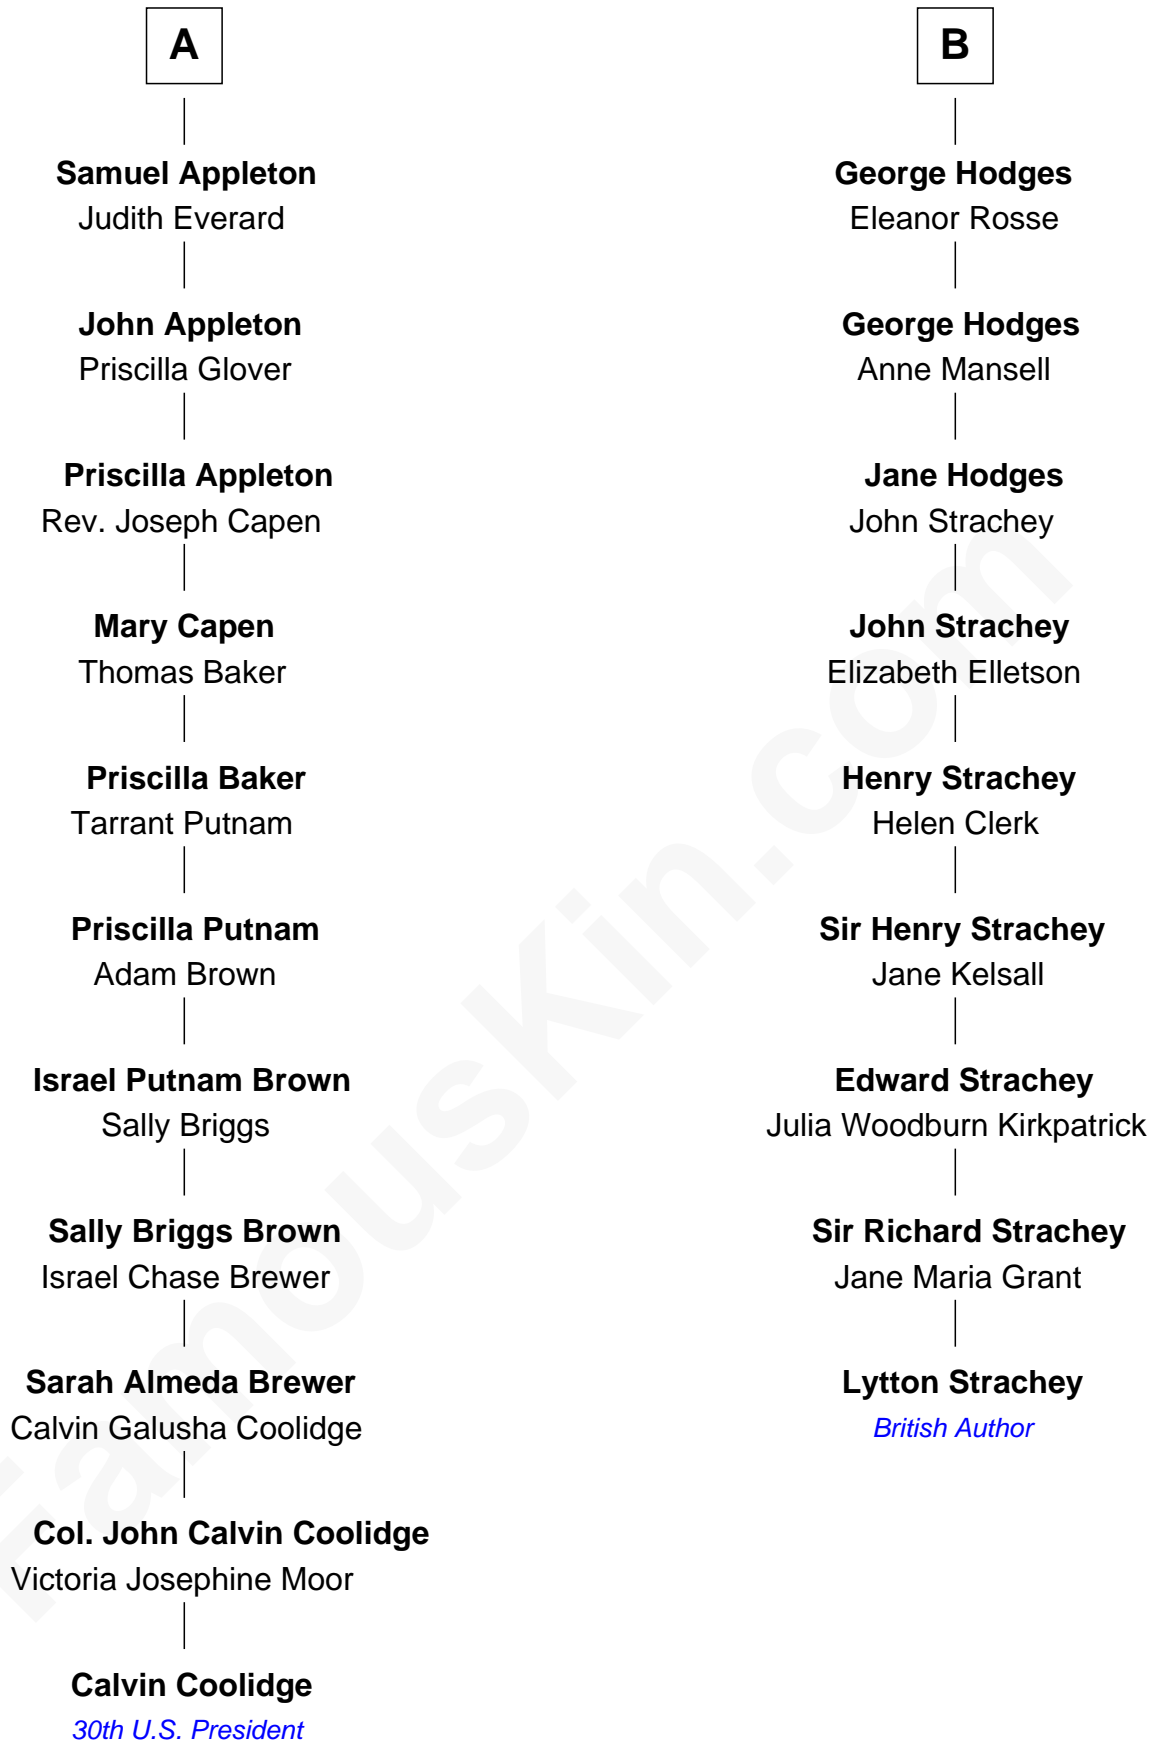 A
Samuel Appleton
Judith Everard
John Appleton
Priscilla Glover
Priscilla Appleton
Rev. Joseph Capen
Mary Capen
Thomas Baker
Priscilla Baker
Tarrant Putnam
Priscilla Putnam
Adam Brown
Israel Putnam Brown
Sally Briggs
Sally Briggs Brown
Israel Chase Brewer
Sarah Almeda Brewer
Calvin Galusha Coolidge
Col. John Calvin Coolidge
Victoria Josephine Moor
Calvin Coolidge
30th U.S. President
B
George Hodges
Eleanor Rosse
George Hodges
Anne Mansell
Jane Hodges
John Strachey
John Strachey
Elizabeth Elletson
Henry Strachey
Helen Clerk
Sir Henry Strachey
Jane Kelsall
Edward Strachey
Julia Woodburn Kirkpatrick
Sir Richard Strachey
Jane Maria Grant
Lytton Strachey
British Author
FamousKin.com